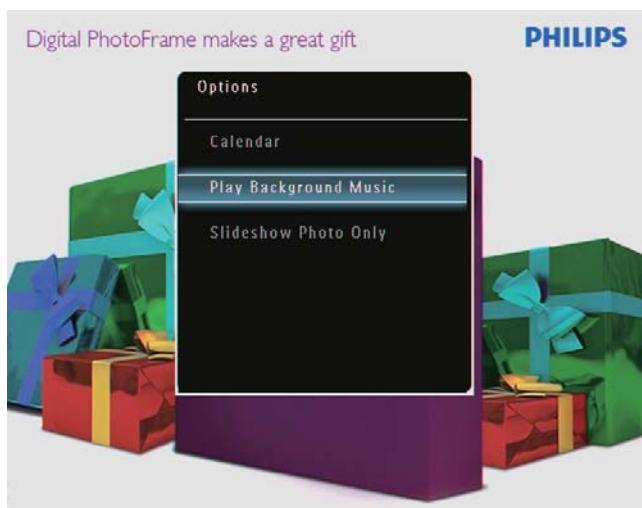 Digital PhotoFrame makes a great gift
PHILIPS
Options
Calendar
Play Background Music
Slideshow Photo Only